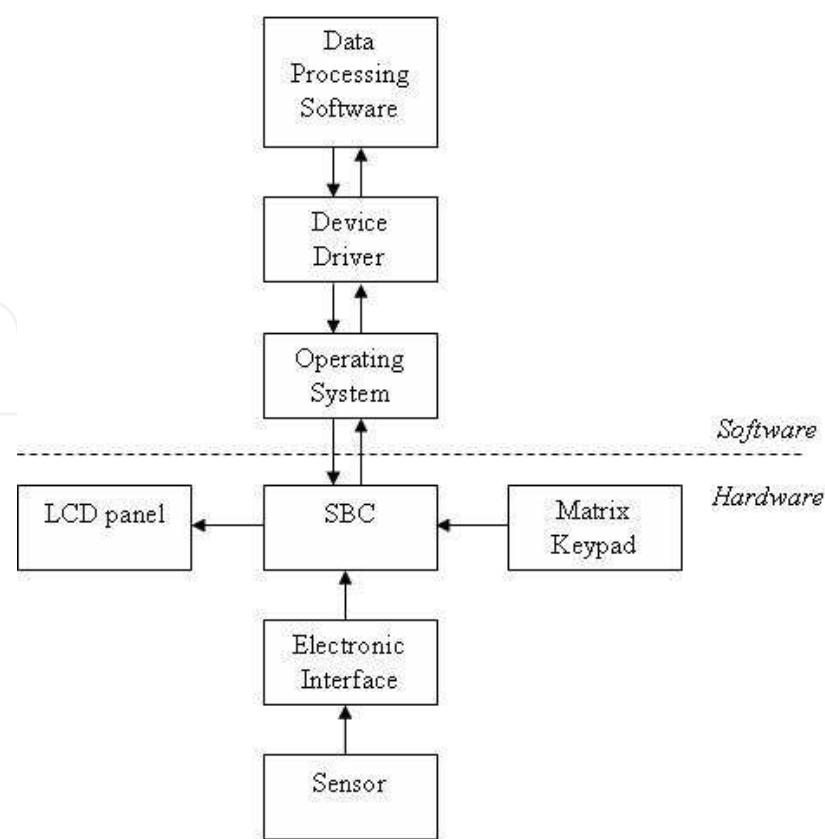 Data
Processing
Software
Device
Driver
Operating
System
Software
Hardware
LCD panel
SBC
Matrix
Keypad
Electronic
Interface
Sensor